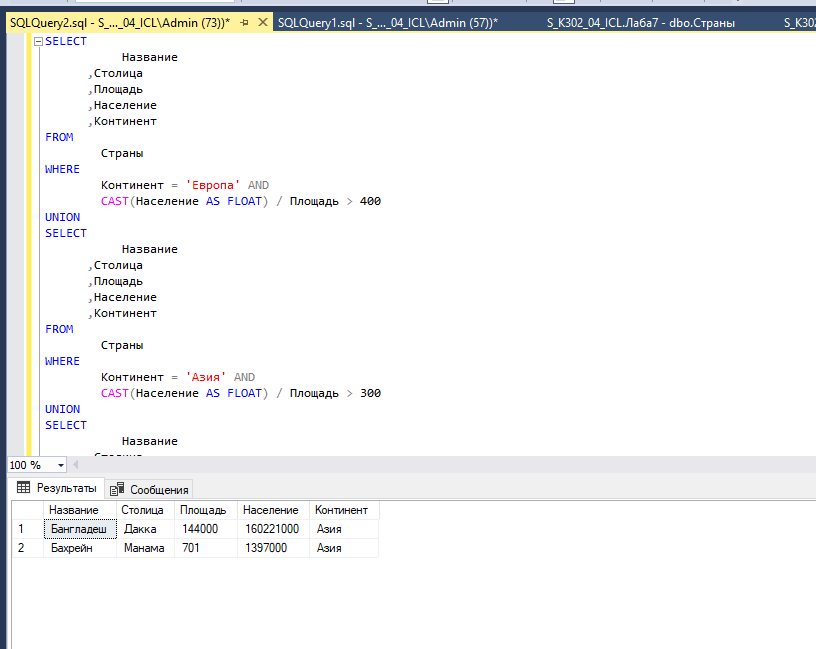 SQLQuery2.sql - S_..._04_ICL\Admin (73))* SQLQuery1.sql - S_..._04_ICL\Admin (57))* S_K302_04_ICL.Лаба7 - dbo.Страны S_K302
SELECT
Название
,Столица
,Площадь
,Население
,Континент
FROM
Страны
WHERE
Континент = 'Европа' AND
CAST(Население AS FLOAT) / Площадь > 400
UNION
SELECT
Название
,Столица
,Площадь
,Население
,Континент
FROM
Страны
WHERE
Континент = 'Азия' AND
CAST(Население AS FLOAT) / Площадь > 300
UNION
SELECT
Название
100 %
Результаты Сообщения
Название Столица Площадь Население Континент
1 Бангладеш Дакка 144000 160221000 Азия
2 Бахрейн Манама 701 1397000 Азия